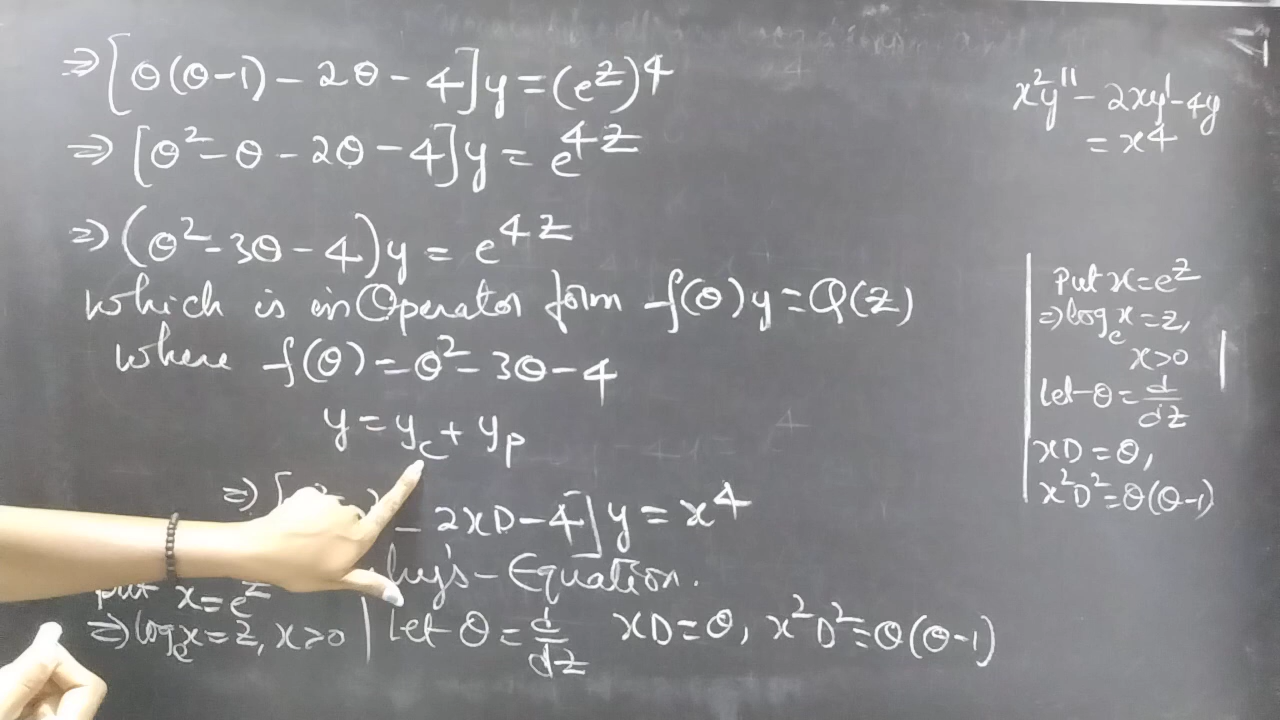 ⇒ [θ(θ-1) - 2θ - 4]y = (e^z)^4
⇒ [θ² - θ - 2θ - 4]y = e^{4z}
⇒ (θ² - 3θ - 4)y = e^{4z}
which is in Operator form f(θ)y = Q(z)
where f(θ) = θ² - 3θ - 4
y = y_c + y_p
⇒ [ - 2xD - 4]y = x^4
Equation.
Put x = e^z
⇒ log_e x = z, x>0 | Let θ = d/dz xD = θ, x²D² = θ(θ-1)
x²y'' - 2xy' - 4y
= x^4
Put x = e^z
⇒ log_e x = z,
x>0
Let θ = d/dz
xD = θ,
x²D² = θ(θ-1)